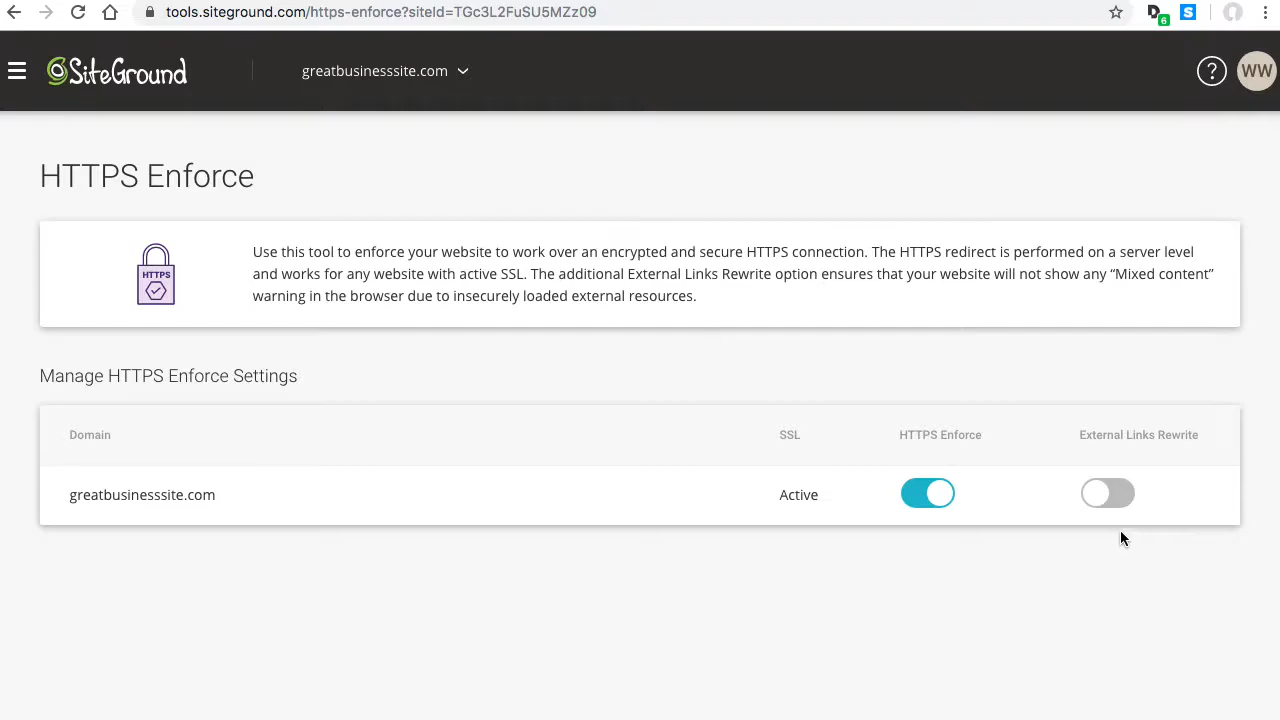 tools.siteground.com/https-enforce?siteId=TGc3L2FuSU5MZz09
D 6 S
SiteGround greatbusinesssite.com ? WW
HTTPS Enforce
HTTPS
Use this tool to enforce your website to work over an encrypted and secure HTTPS connection. The HTTPS redirect is performed on a server level
and works for any website with active SSL. The additional External Links Rewrite option ensures that your website will not show any “Mixed content”
warning in the browser due to insecurely loaded external resources.
Manage HTTPS Enforce Settings
Domain SSL HTTPS Enforce External Links Rewrite
greatbusinesssite.com Active